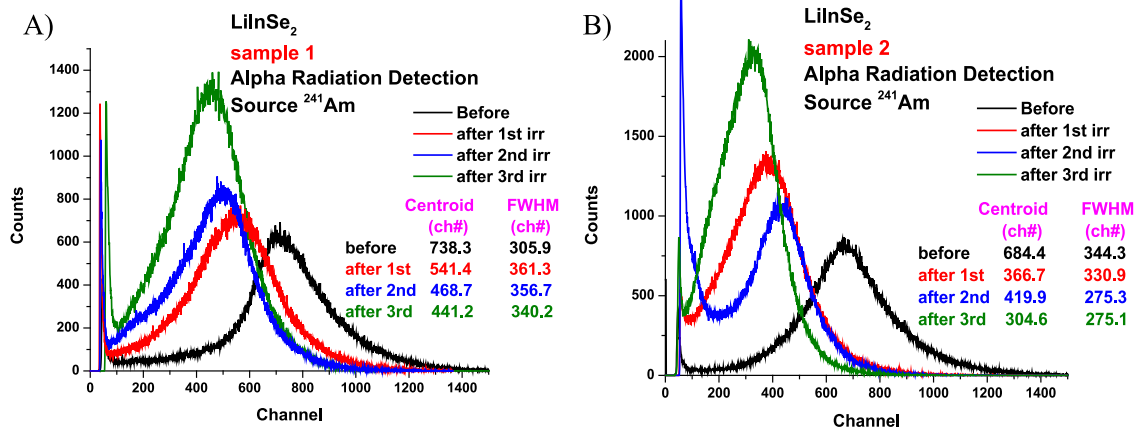 A)
LiInSe2
sample 1
Alpha Radiation Detection
Source 241Am
Before
after 1st irr
after 2nd irr
after 3rd irr
Centroid FWHM
(ch#) (ch#)
before 738.3 305.9
after 1st 541.4 361.3
after 2nd 468.7 356.7
after 3rd 441.2 340.2
Counts
1400
1200
1000
800
600
400
200
0
0 200 400 600 800 1000 1200 1400
Channel
B)
LiInSe2
sample 2
Alpha Radiation Detection
Source 241Am
Before
after 1st irr
after 2nd irr
after 3rd irr
Centroid FWHM
(ch#) (ch#)
before 684.4 344.3
after 1st 366.7 330.9
after 2nd 419.9 275.3
after 3rd 304.6 275.1
Counts
2000
1500
1000
500
0
0 200 400 600 800 1000 1200 1400
Channel